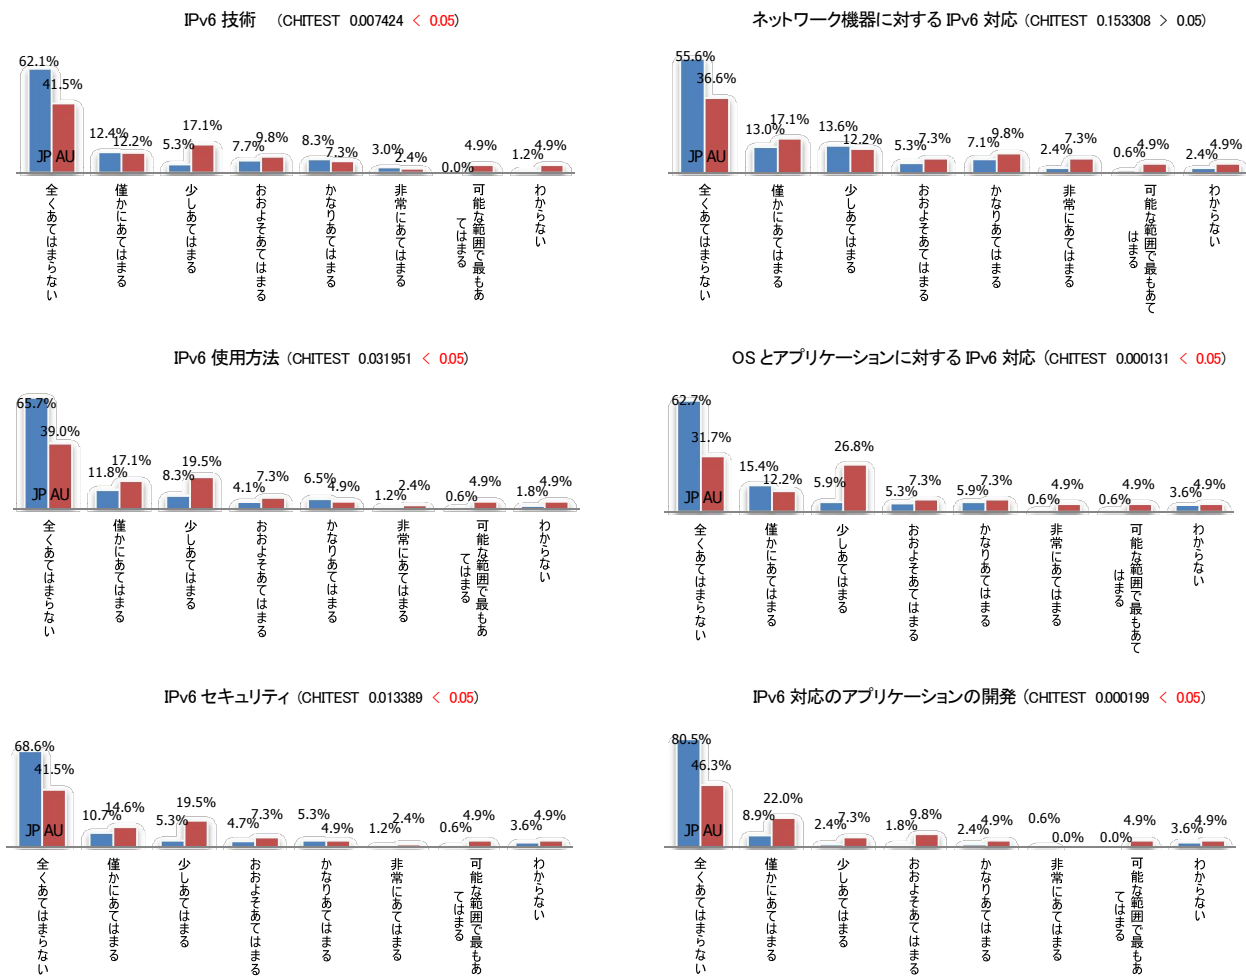 IPv6 技術 (CHITEST 0.007424 < 0.05)
62.1%
41.5%
12.4%
12.2%
5.3%
17.1%
7.7%
9.8%
8.3%
7.3%
3.0%
2.4%
0.0%
4.9%
1.2%
4.9%
JP AU
全くあてはまらない
僅かにあてはまる
少しあてはまる
おおよそあてはまる
かなりあてはまる
非常にあてはまる
可能な範囲で最もあ
てはまる
わからない
ネットワーク機器に対する IPv6 対応 (CHITEST 0.153308 > 0.05)
55.6%
36.6%
13.0%
17.1%
13.6%
12.2%
5.3%
7.3%
7.1%
9.8%
2.4%
7.3%
0.6%
4.9%
2.4%
4.9%
JP AU
全くあてはまらない
僅かにあてはまる
少しあてはまる
おおよそあてはまる
かなりあてはまる
非常にあてはまる
可能な範囲で最もあて
はまる
わからない
IPv6 使用方法 (CHITEST 0.031951 < 0.05)
65.7%
39.0%
11.8%
17.1%
8.3%
19.5%
4.1%
7.3%
6.5%
4.9%
1.2%
2.4%
0.6%
4.9%
1.8%
4.9%
JP AU
全くあてはまらない
僅かにあてはまる
少しあてはまる
おおよそあてはまる
かなりあてはまる
非常にあてはまる
可能な範囲で最もあ
てはまる
わからない
OS とアプリケーションに対する IPv6 対応 (CHITEST 0.000131 < 0.05)
62.7%
31.7%
15.4%
12.2%
5.9%
26.8%
5.3%
7.3%
5.9%
7.3%
0.6%
4.9%
0.6%
4.9%
3.6%
4.9%
JP AU
全くあてはまらない
僅かにあてはまる
少しあてはまる
おおよそあてはまる
かなりあてはまる
非常にあてはまる
可能な範囲で最もあて
はまる
わからない
IPv6 セキュリティ (CHITEST 0.013389 < 0.05)
68.6%
41.5%
10.7%
14.6%
5.3%
19.5%
4.7%
7.3%
5.3%
4.9%
1.2%
2.4%
0.6%
4.9%
3.6%
4.9%
JP AU
全くあてはまらない
僅かにあてはまる
少しあてはまる
おおよそあてはまる
かなりあてはまる
非常にあてはまる
可能な範囲で最もあ
てはまる
わからない
IPv6 対応のアプリケーションの開発 (CHITEST 0.000199 < 0.05)
80.5%
46.3%
8.9%
22.0%
2.4%
7.3%
1.8%
9.8%
2.4%
4.9%
0.6%
0.0%
0.0%
4.9%
3.6%
4.9%
JP AU
全くあてはまらない
僅かにあてはまる
少しあてはまる
おおよそあてはまる
かなりあてはまる
非常にあてはまる
可能な範囲で最もあ
てはまる
わからない